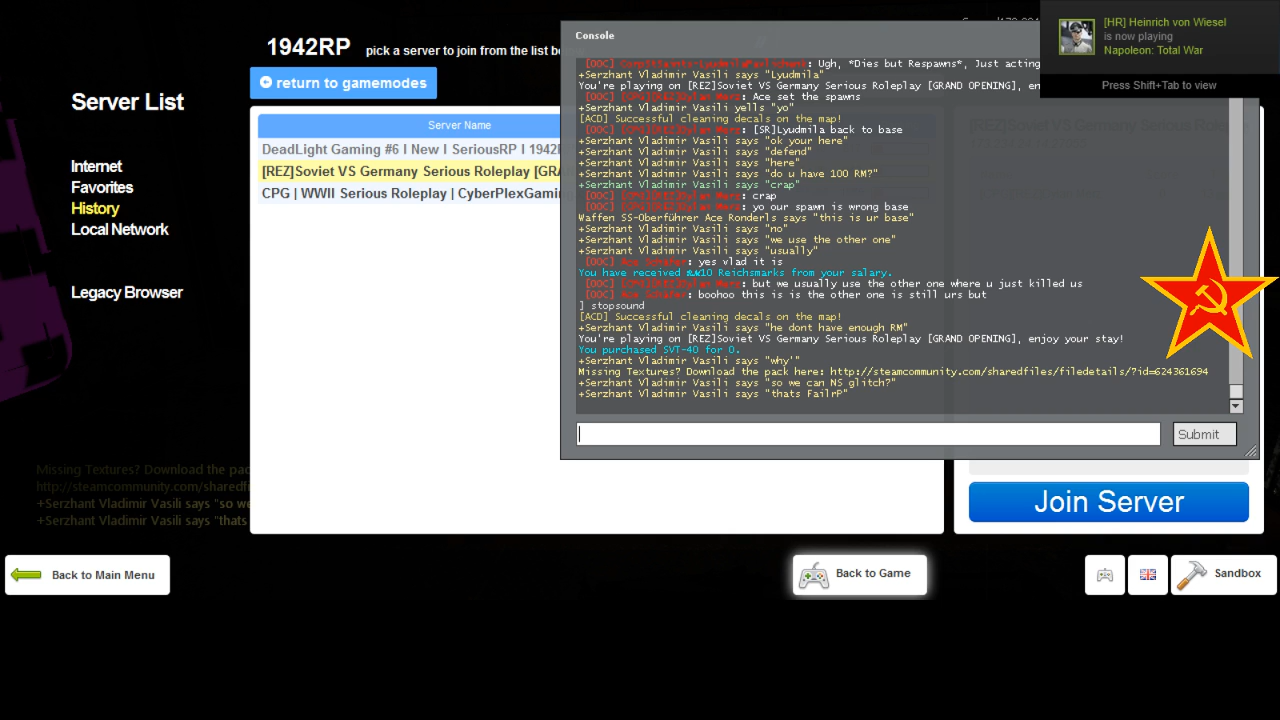 1942RP pick a server to join from the list be
return to gamemodes
Server List
Internet
Favorites
History
Local Network
Legacy Browser
Server Name
DeadLight Gaming #6 I New I SeriousRP I 1942
[REZ]Soviet VS Germany Serious Roleplay [GRA
CPG | WWII Serious Roleplay | CyberPlexGamin
Console
[OOC] : Ugh, *Dies but Respawns*, Just acting
+Serzhant Vladimir Vasili says "Lyudmila"
You're playing on [REZ]Soviet VS Germany Serious Roleplay [GRAND OPENING], en
[OOC] : Ace set the spawns
+Serzhant Vladimir Vasili yells "yo"
[ACD] Successful cleaning decals on the map!
[OOC] : [SR]Lyudmila back to base
+Serzhant Vladimir Vasili says "ok your here"
+Serzhant Vladimir Vasili says "defend"
+Serzhant Vladimir Vasili says "here"
+Serzhant Vladimir Vasili says "do u have 100 RM?"
+Serzhant Vladimir Vasili says "crap"
[OOC] : crap
[OOC] : yo our spawn is wrong base
Waffen SS-Oberführer Ace Ronderls says "this is ur base"
+Serzhant Vladimir Vasili says "no"
+Serzhant Vladimir Vasili says "we use the other one"
+Serzhant Vladimir Vasili says "usually"
[OOC] Ace Schäfer: yes vlad it is
You have received 10 Reichsmarks from your salary.
[OOC] : but we usually use the other one where u just killed us
[OOC] Ace Schäfer: boohoo this is is the other one is still urs but
] stopsound
[ACD] Successful cleaning decals on the map!
+Serzhant Vladimir Vasili says "he dont have enough RM"
You're playing on [REZ]Soviet VS Germany Serious Roleplay [GRAND OPENING], enjoy your stay!
You purchased SVT-40 for 0.
+Serzhant Vladimir Vasili says "why'"
Missing Textures? Download the pack here: http://steamcommunity.com/sharedfiles/filedetails/?id=624361694
+Serzhant Vladimir Vasili says "so we can NS glitch?"
+Serzhant Vladimir Vasili says "thats FailrP"
Submit
[HR] Heinrich von Wiesel
is now playing
Napoleon: Total War
Press Shift+Tab to view
Missing Textures? Download the pac
http://steamcommunity.com/sharedfi
+Serzhant Vladimir Vasili says "so we
+Serzhant Vladimir Vasili says "thats
Join Server
Back to Main Menu
Back to Game
Sandbox